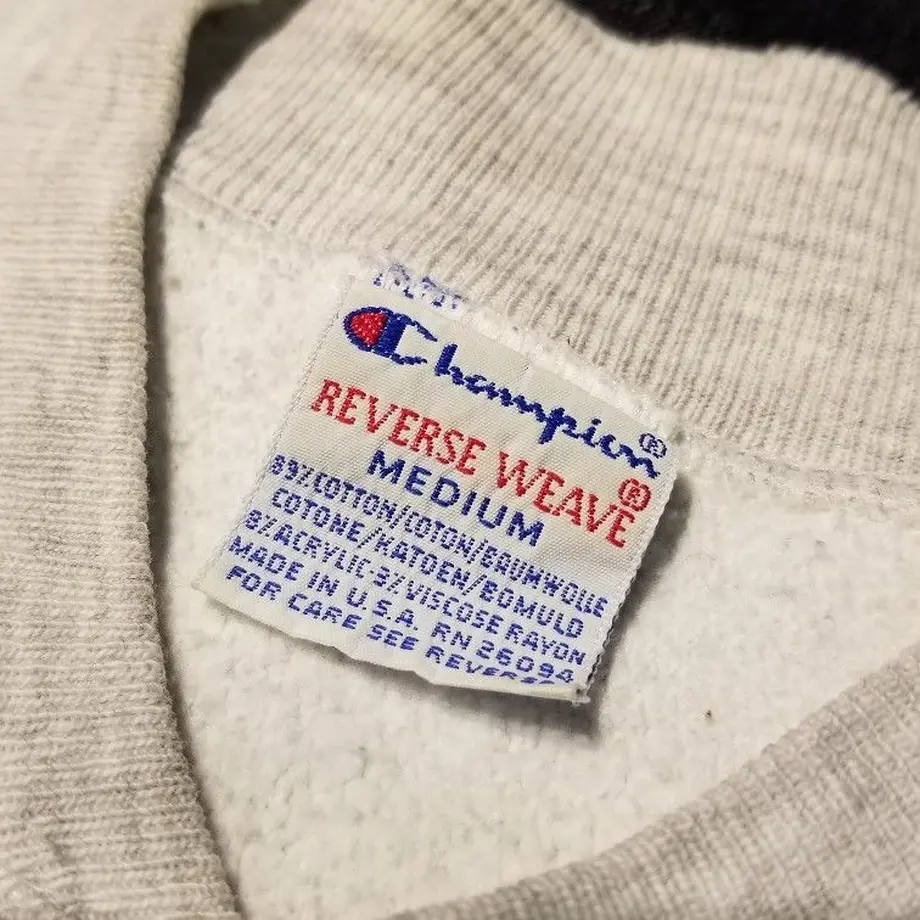 Champion®
REVERSE WEAVE®
MEDIUM
89%COTTON/COTON/BAUMWOLLE
COTONE/KATOEN/BOMULD
8%ACRYLIC 3%VISCOSE RAYON
MADE IN U.S.A. RN 26094
FOR CARE SEE REVERSE